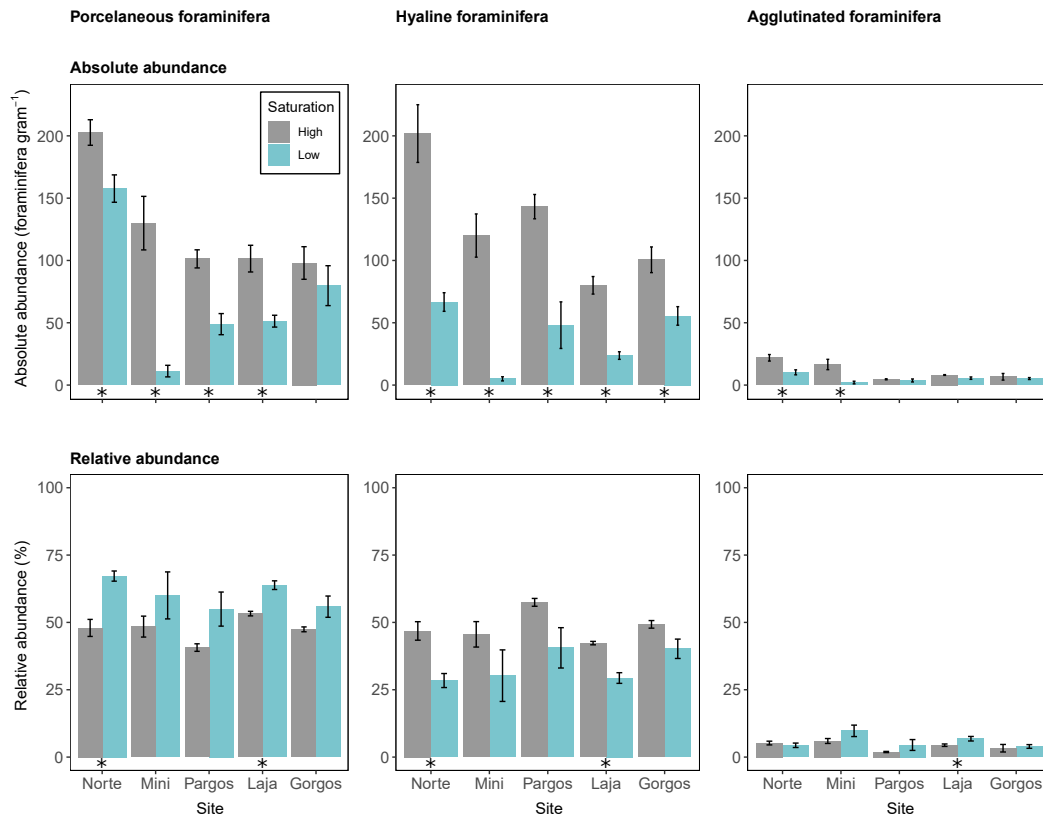 Porcelaneous foraminifera
Hyaline foraminifera
Agglutinated foraminifera
Absolute abundance
Absolute abundance (foraminifera gram⁻¹)
200
150
100
50
0
Saturation
High
Low
* * * *
200
150
100
50
0
* * * * *
200
150
100
50
0
* *
Relative abundance
Relative abundance (%)
100
75
50
25
0
* *
Norte Mini Pargos Laja Gorgos
Site
100
75
50
25
0
* *
Norte Mini Pargos Laja Gorgos
Site
100
75
50
25
0
*
Norte Mini Pargos Laja Gorgos
Site